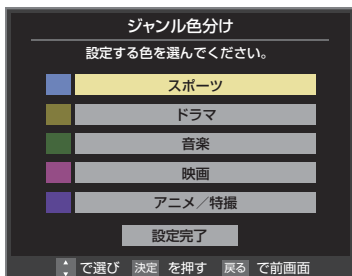 ジャンル色分け
設定する色を選んでください。
スポーツ
ドラマ
音楽
映画
アニメ／特撮
設定完了
で選び 決定 を押す 戻る で前画面